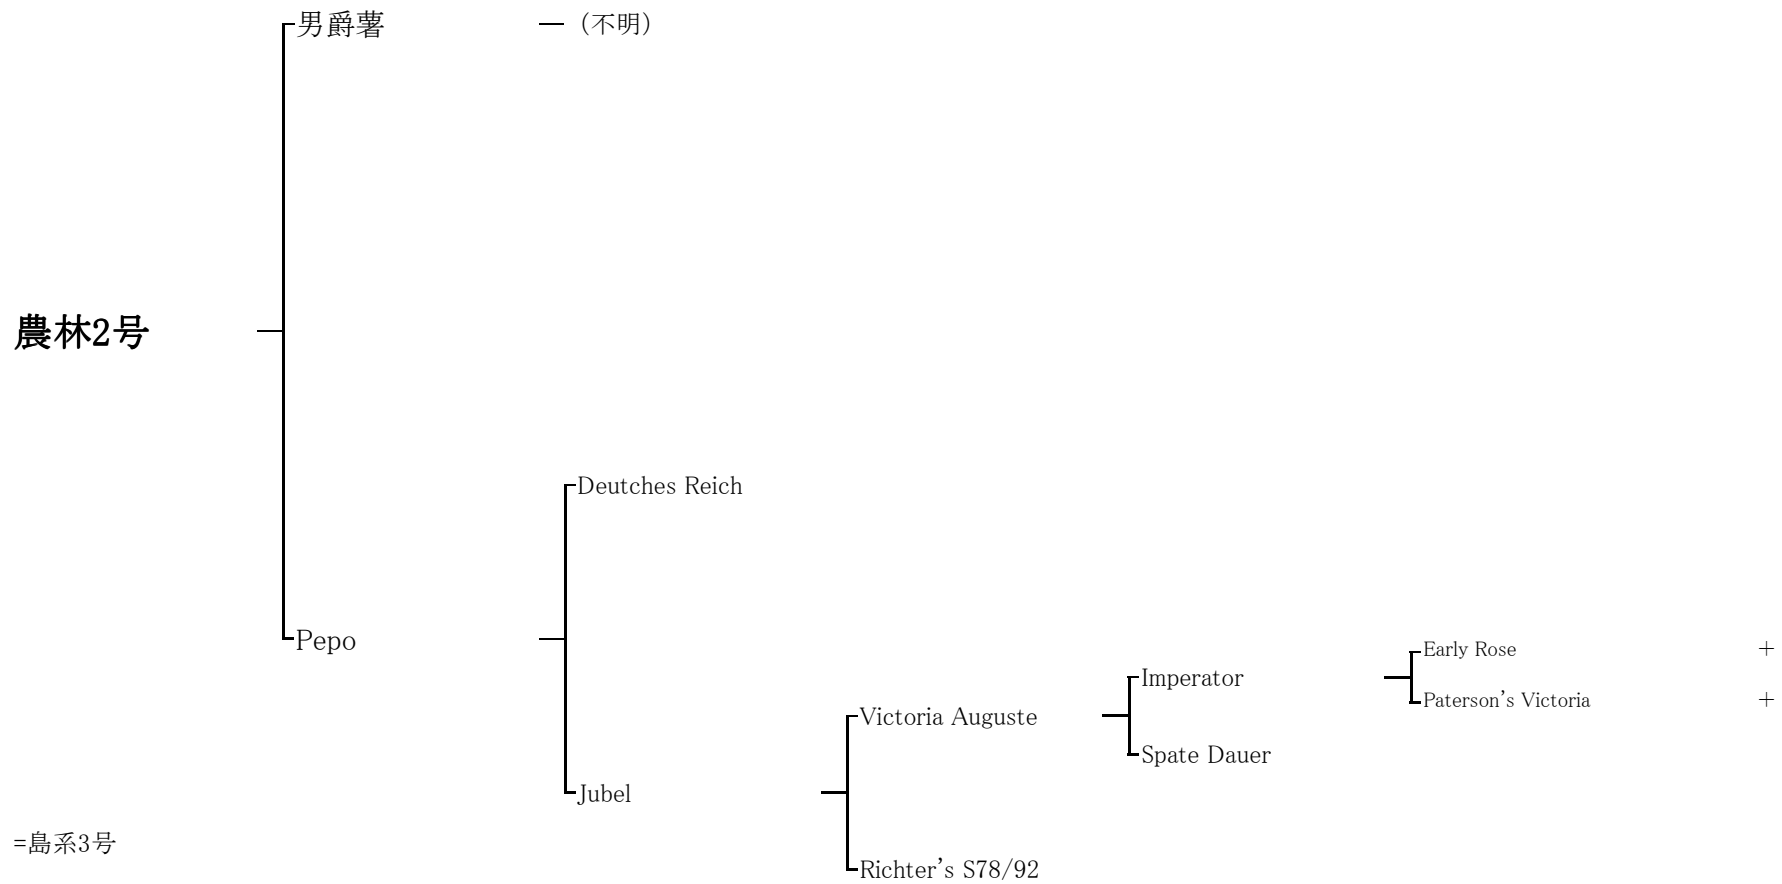 男爵薯
(不明)
農林2号
Deutches Reich
Pepo
Early Rose
+
Imperator
Paterson's Victoria
+
Victoria Auguste
Spate Dauer
Jubel
=島系3号
Richter's S78/92